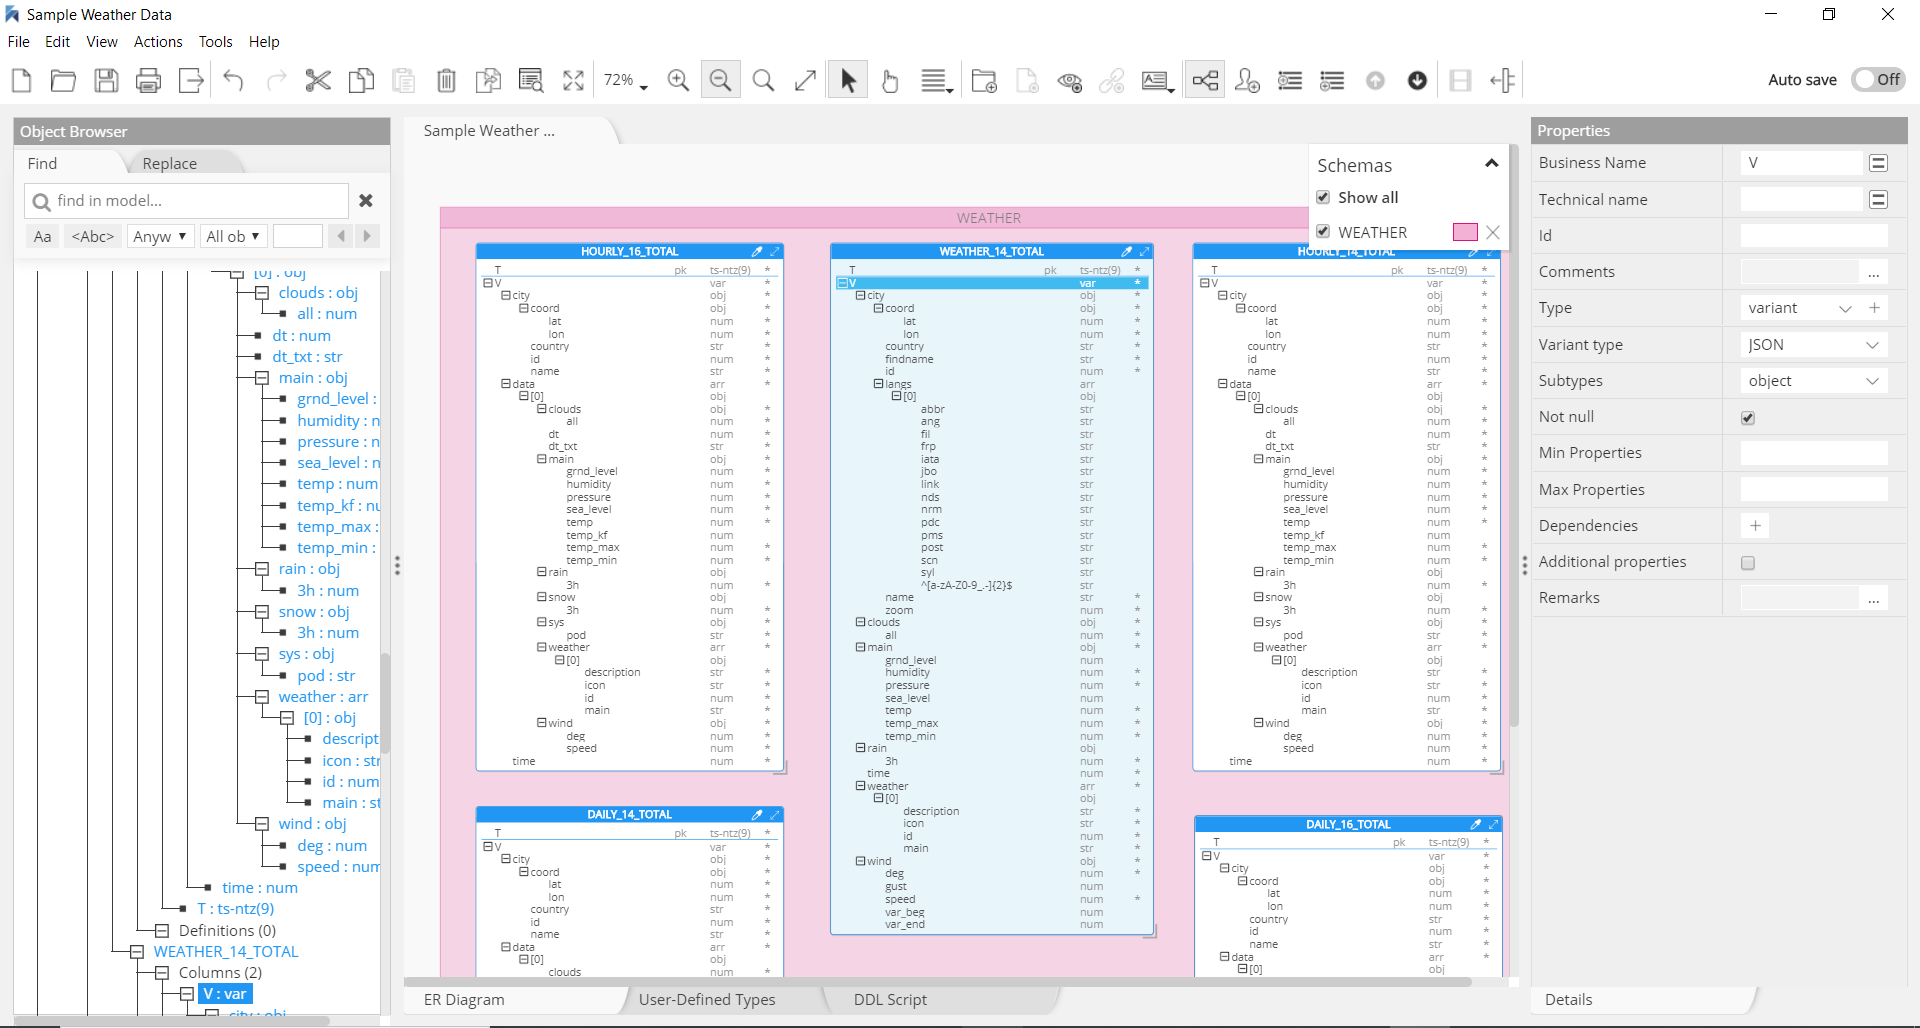 Sample Weather Data
File Edit View Actions Tools Help
72%
Auto save Off
Object Browser
Find Replace
find in model...
Aa <Abc> Anyw All ob
[0] : obj
clouds : obj
all : num
dt : num
dt_txt : str
main : obj
grnd_level :
humidity : n
pressure : n
sea_level : n
temp : num
temp_kf : nu
temp_max :
temp_min :
rain : obj
3h : num
snow : obj
3h : num
sys : obj
pod : str
weather : arr
[0] : obj
descript
icon : str
id : num
main : st
wind : obj
deg : num
speed : num
time : num
T : ts-ntz(9)
Definitions (0)
WEATHER_14_TOTAL
Columns (2)
V : var
city : obj
Sample Weather ...
WEATHER
Schemas
Show all
WEATHER
HOURLY_16_TOTAL
T pk ts-ntz(9) *
V var *
city obj *
coord obj *
lat num *
lon num *
country str *
id num *
name str *
data arr *
[0] obj
clouds obj *
all num *
dt num *
dt_txt str *
main obj *
grnd_level num *
humidity num *
pressure num *
sea_level num *
temp num *
temp_kf num
temp_max num *
temp_min num *
rain obj
3h num *
snow obj
3h num *
sys obj *
pod str *
weather arr *
[0] obj
description str *
icon str *
id num *
main str *
wind obj *
deg num *
speed num *
time num *
WEATHER_14_TOTAL
T pk ts-ntz(9) *
V var *
city obj *
coord obj *
lat num *
lon num *
country str *
findname str *
id num *
langs arr
[0] obj
abbr str
ang str
fil str
frp str
iata str
jbo str
link str
nds str
nrm str
pdc str
pms str
post str
scn str
syl str
^[a-zA-Z0-9_.-]{2}$ str
name str *
zoom num *
clouds obj *
all num *
main obj *
grnd_level num
humidity num *
pressure num *
sea_level num
temp num *
temp_max num *
temp_min num *
rain obj
3h num *
time num *
weather arr *
[0] obj
description str *
icon str *
id num *
main str *
wind obj *
deg num *
gust num
speed num *
var_beg num
var_end num
HOURLY_14_TOTAL
T pk ts-ntz(9) *
V var *
city obj *
coord obj *
lat num *
lon num *
country str *
id num *
name str *
data arr *
[0] obj
clouds obj *
all num *
dt num *
dt_txt str *
main obj *
grnd_level num *
humidity num *
pressure num *
sea_level num *
temp num *
temp_kf num
temp_max num *
temp_min num *
rain obj
3h num *
snow obj
3h num *
sys obj *
pod str *
weather arr *
[0] obj
description str *
icon str *
id num *
main str *
wind obj *
deg num *
speed num *
time num *
DAILY_14_TOTAL
T pk ts-ntz(9) *
V var *
city obj *
coord obj *
lat num *
lon num *
country str *
id num *
name str *
data arr *
[0] obj
clouds num *
DAILY_16_TOTAL
T pk ts-ntz(9) *
V var *
city obj *
coord obj *
lat num *
lon num *
country str *
id num *
name str *
data arr *
[0] obj
ER Diagram User-Defined Types DDL Script
Properties
Business Name V
Technical name
Id
Comments ...
Type variant +
Variant type JSON
Subtypes object
Not null
Min Properties
Max Properties
Dependencies +
Additional properties
Remarks ...
Details